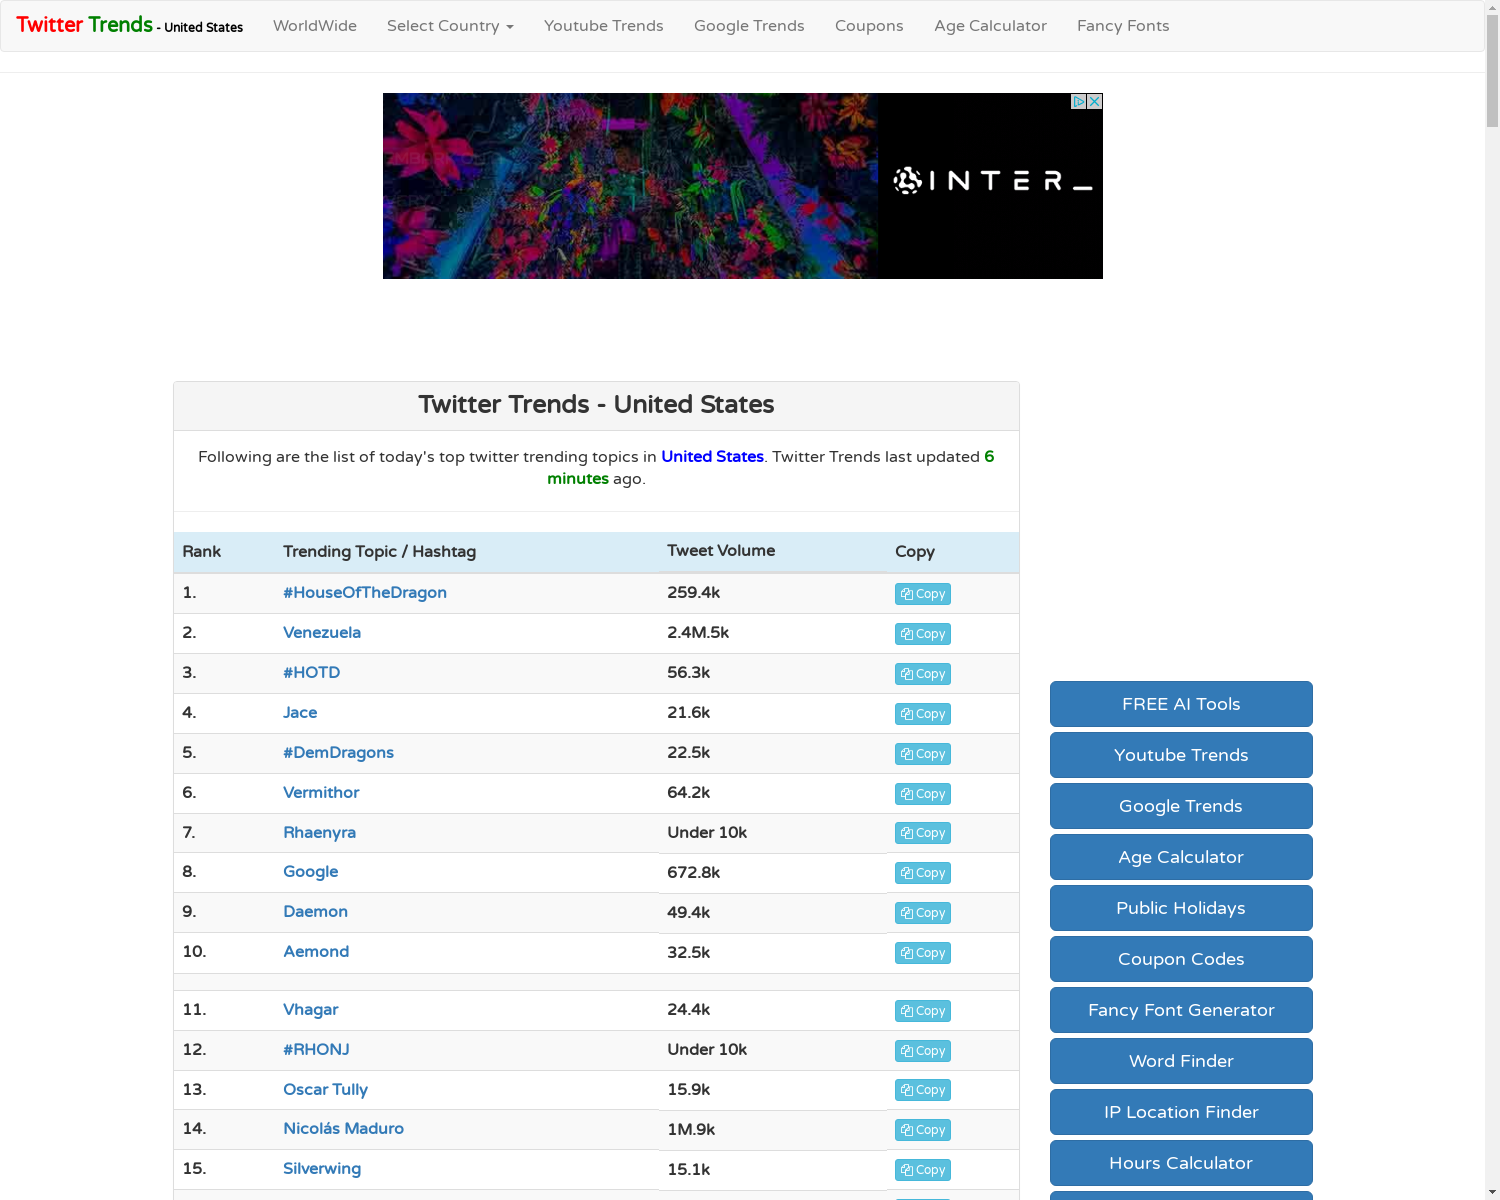 Twitter Trends - United States WorldWide Select Country Youtube Trends Google Trends Coupons Age Calculator Fancy Fonts
INTER_
Twitter Trends - United States
Following are the list of today's top twitter trending topics in United States. Twitter Trends last updated 6
minutes ago.
Rank Trending Topic / Hashtag Tweet Volume Copy
1. #HouseOfTheDragon 259.4k Copy
2. Venezuela 2.4M.5k Copy
3. #HOTD 56.3k Copy
4. Jace 21.6k Copy
5. #DemDragons 22.5k Copy
6. Vermithor 64.2k Copy
7. Rhaenyra Under 10k Copy
8. Google 672.8k Copy
9. Daemon 49.4k Copy
10. Aemond 32.5k Copy
11. Vhagar 24.4k Copy
12. #RHONJ Under 10k Copy
13. Oscar Tully 15.9k Copy
14. Nicolás Maduro 1M.9k Copy
15. Silverwing 15.1k Copy
FREE AI Tools
Youtube Trends
Google Trends
Age Calculator
Public Holidays
Coupon Codes
Fancy Font Generator
Word Finder
IP Location Finder
Hours Calculator